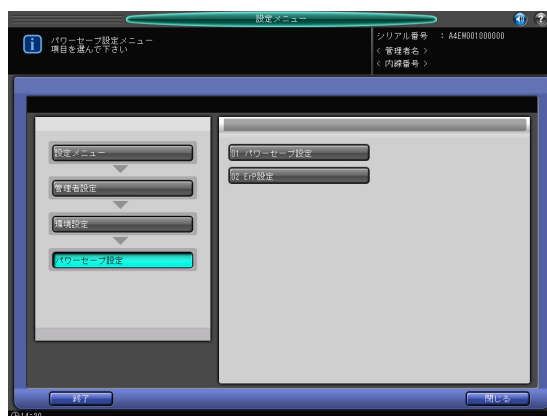 設定メニュー
パワーセーブ設定メニュー
項目を選んで下さい
シリアル番号 : A4EM001000000
< 管理者名 >
< 内線番号 >
設定メニュー
管理者設定
環境設定
パワーセーブ設定
01 パワーセーブ設定
02 ErP設定
終了
閉じる